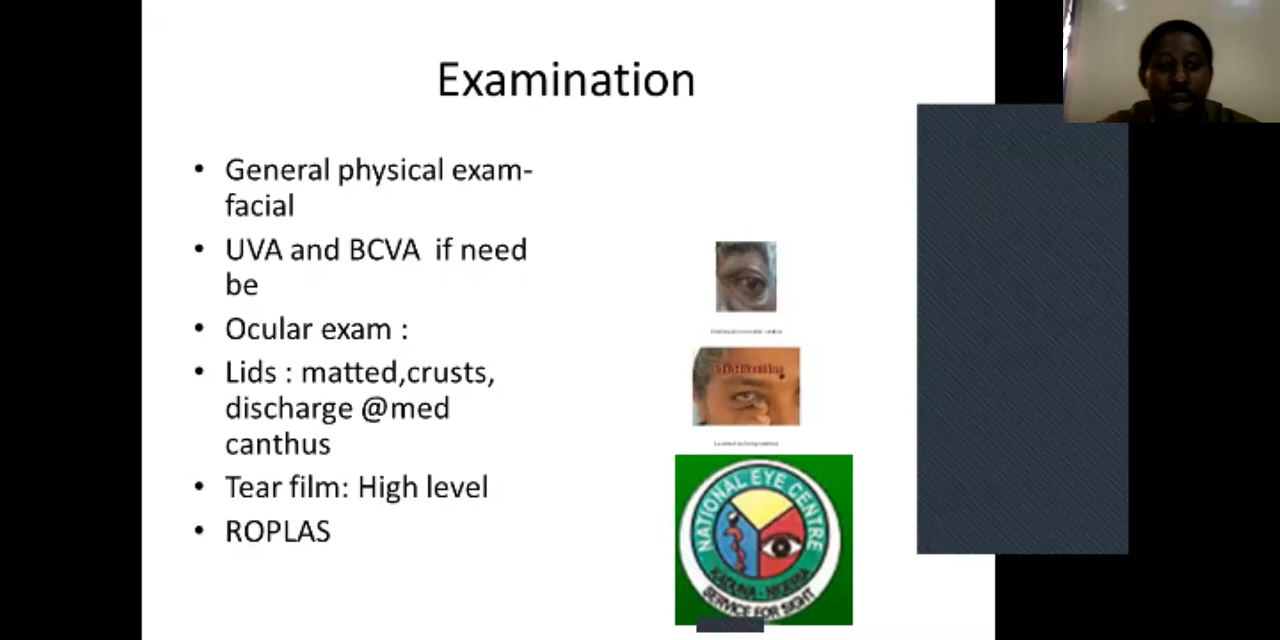 Examination
• General physical exam-
facial
• UVA and BCVA if need
be
• Ocular exam :
• Lids : matted,crusts,
discharge @med
canthus
• Tear film: High level
• ROPLAS
NATIONAL EYE CENTRE
KADUNA - NIGERIA
SERVICE FOR SIGHT